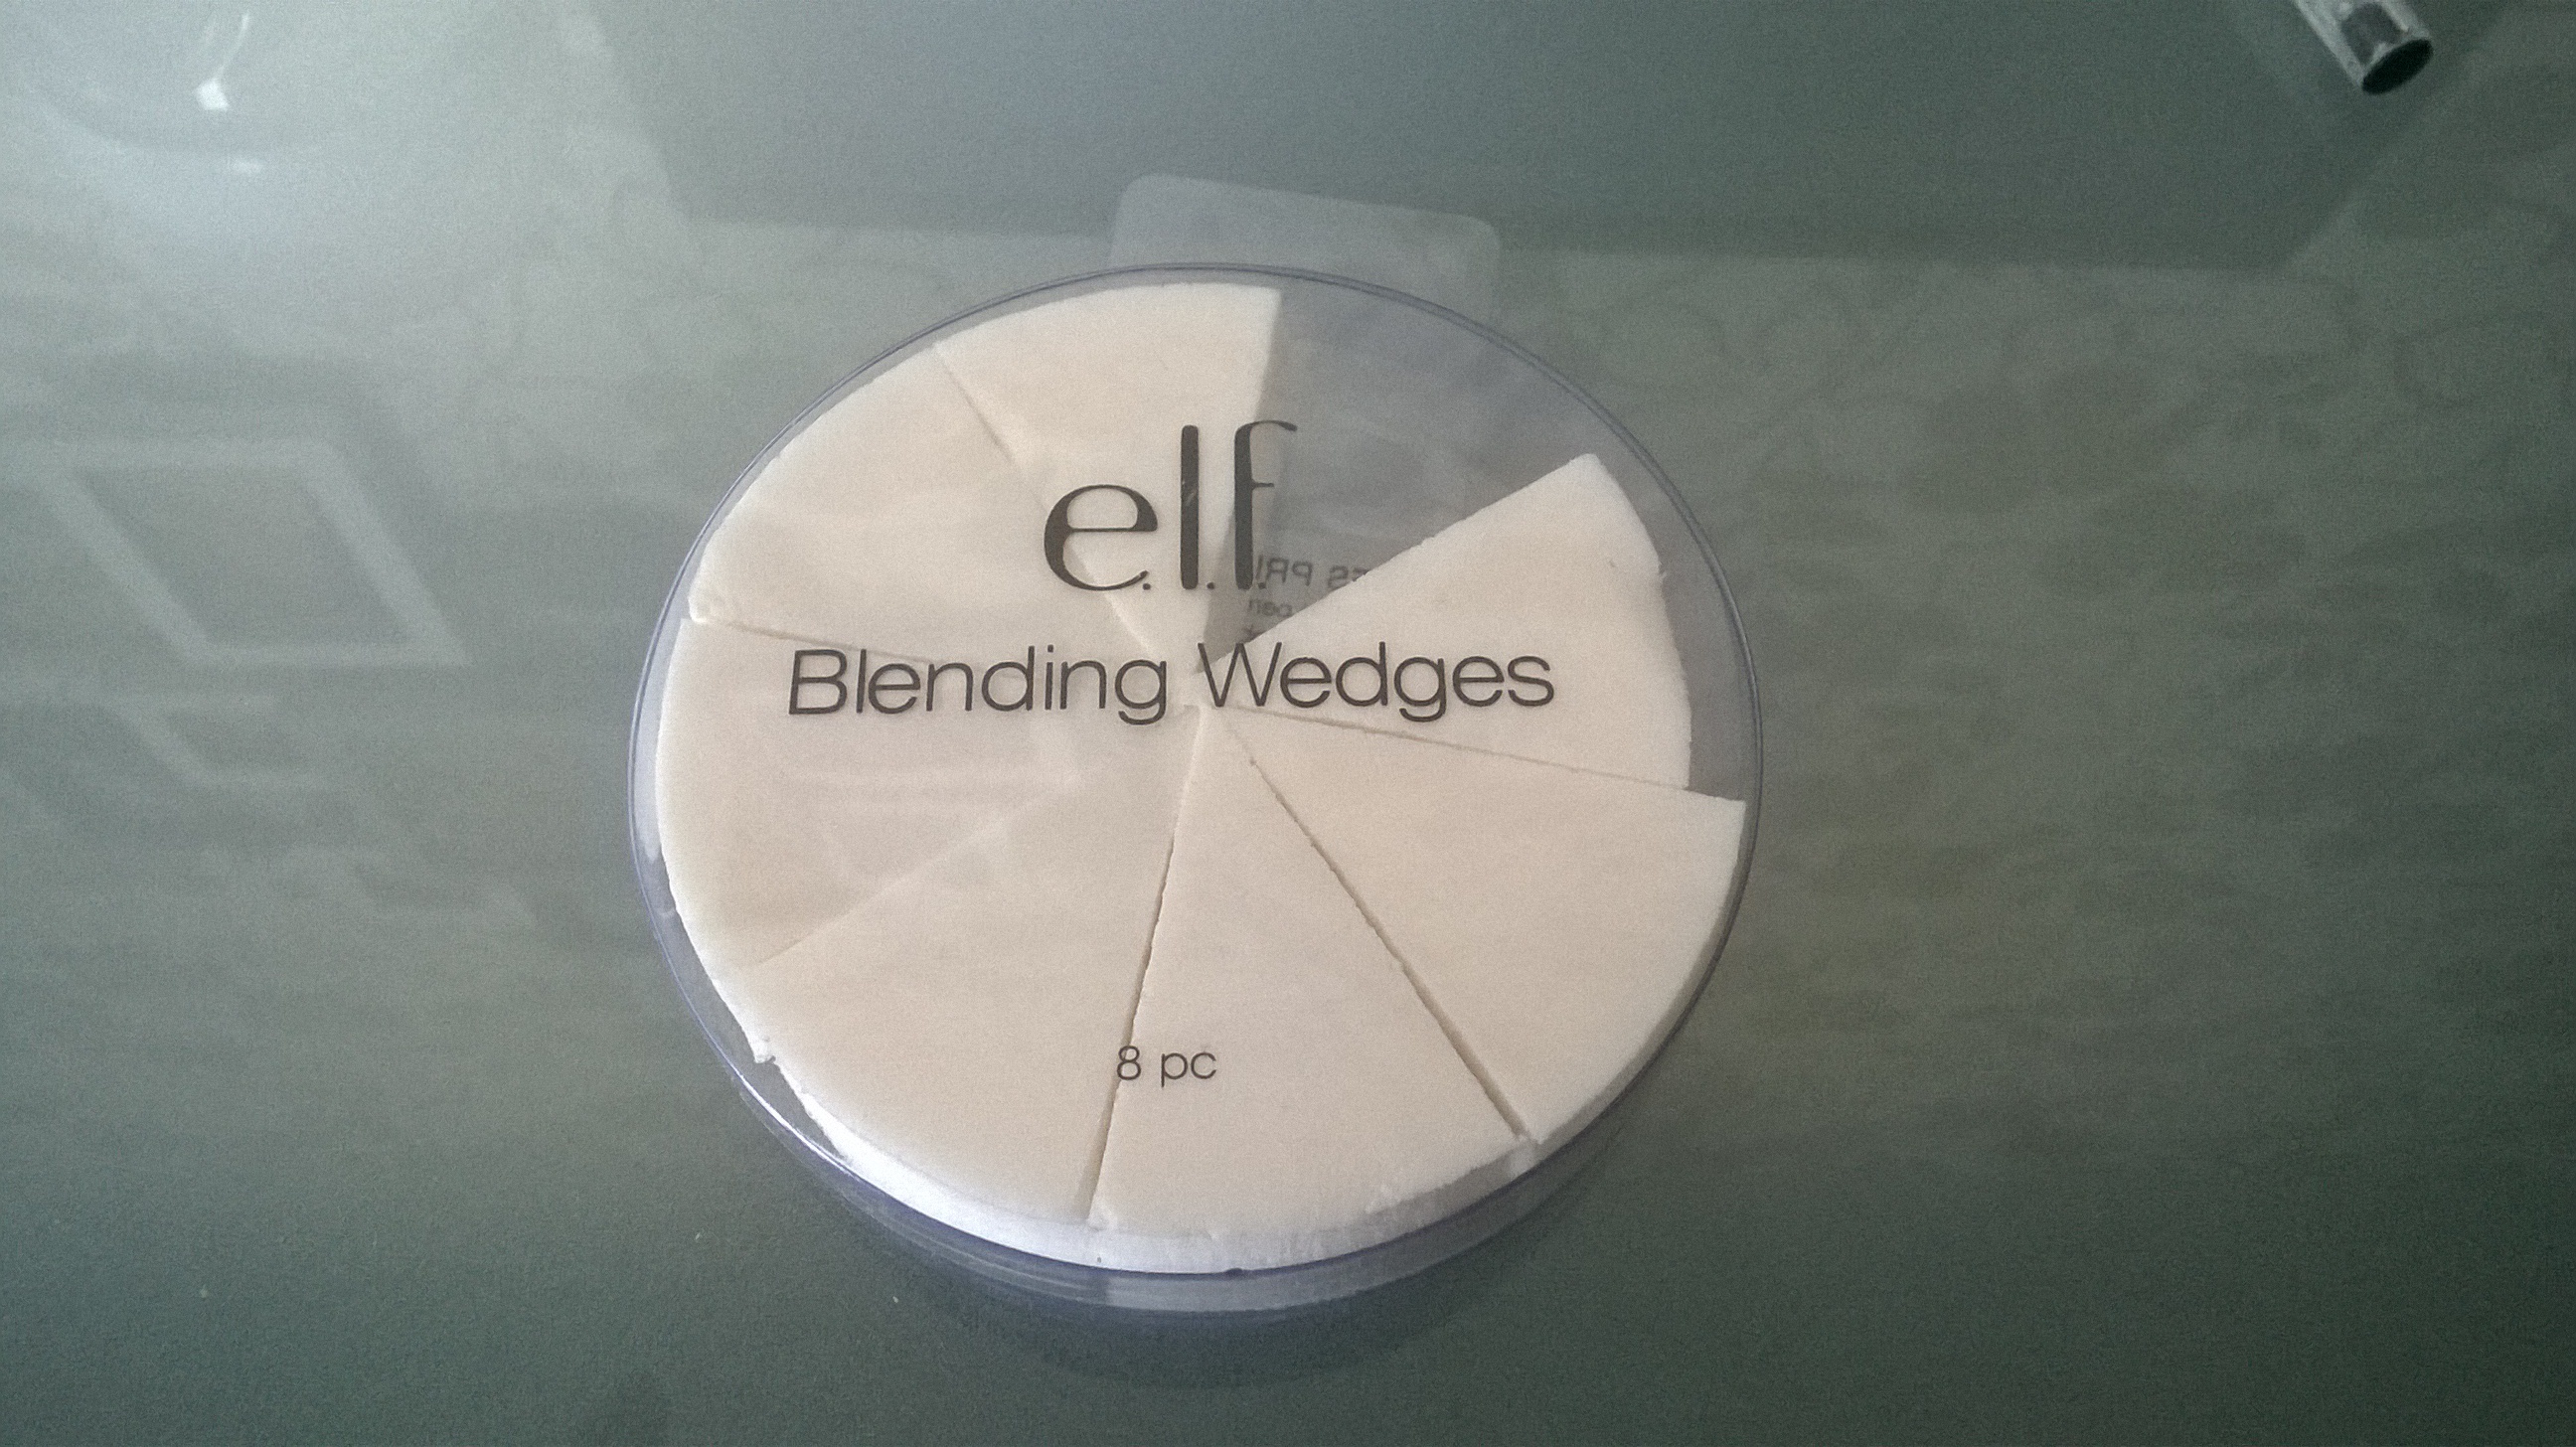 e.l.f.
Blending Wedges
8 pc